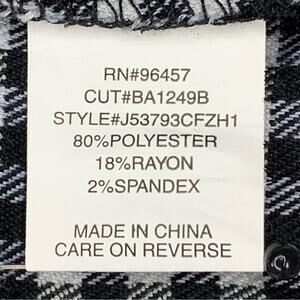 RN#96457
CUT#BA1249B
STYLE#J53793CFZH1
80%POLYESTER
18%RAYON
2%SPANDEX
MADE IN CHINA
CARE ON REVERSE